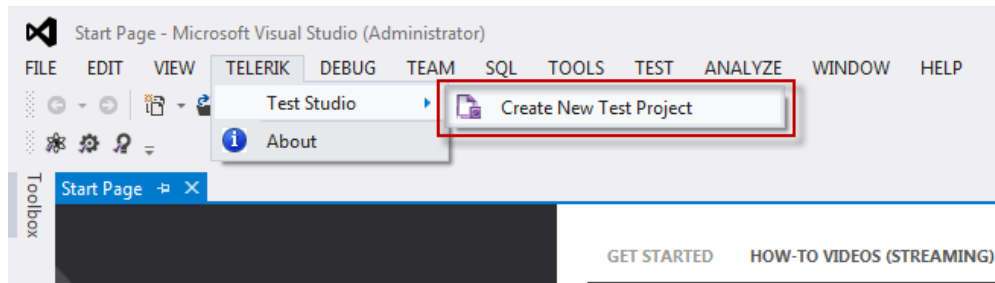 Start Page - Microsoft Visual Studio (Administrator)
FILE EDIT VIEW TELERIK DEBUG TEAM SQL TOOLS TEST ANALYZE WINDOW HELP
Test Studio
Create New Test Project
About
Toolbox
Start Page
GET STARTED HOW-TO VIDEOS (STREAMING)